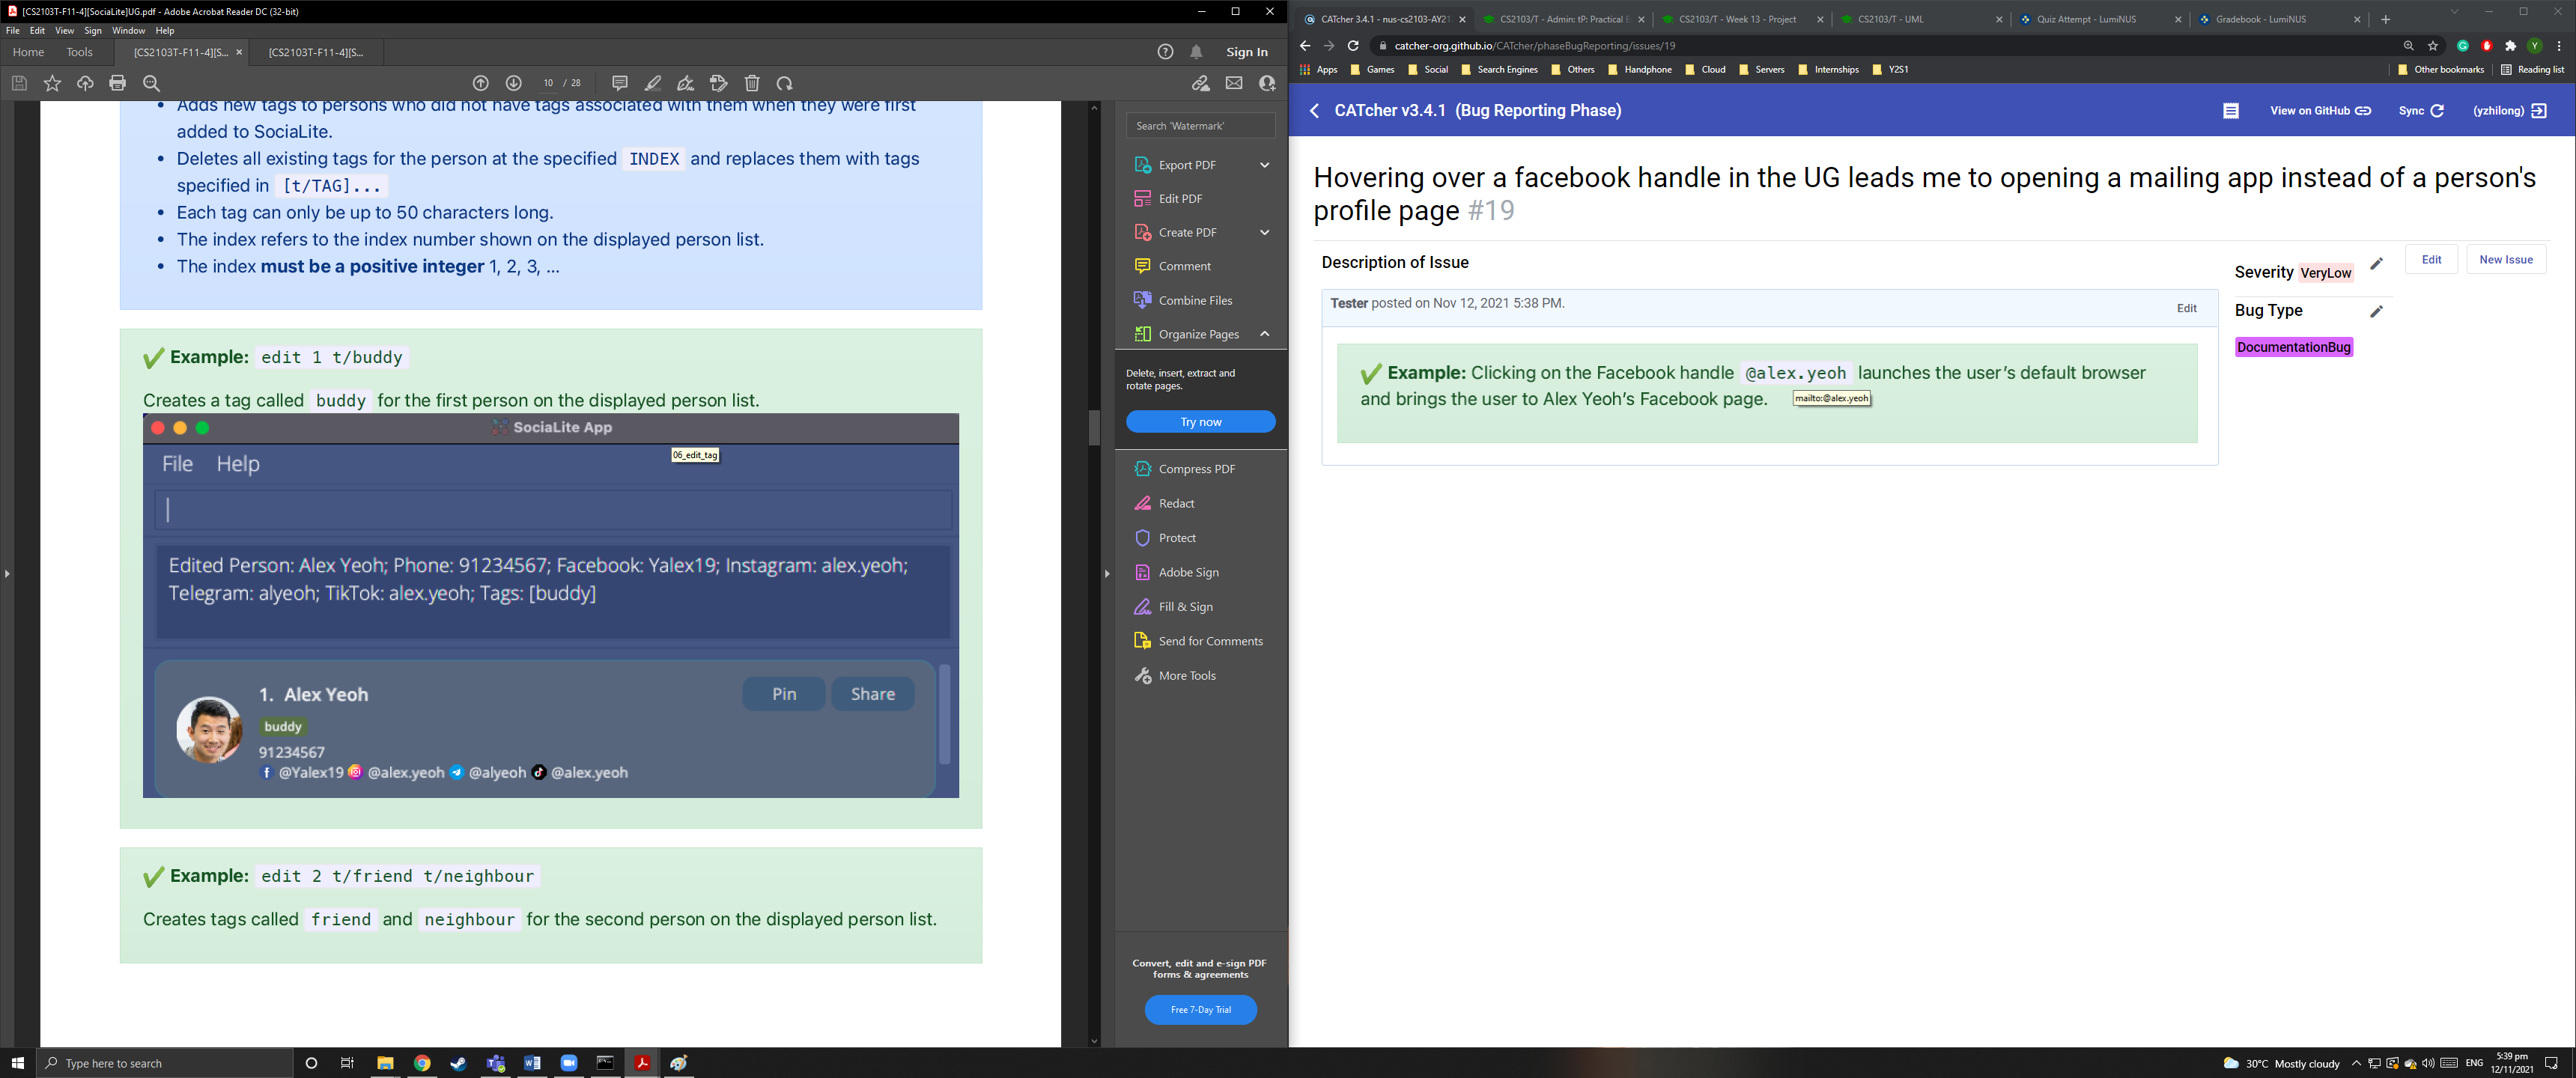 [CS2103T-F11-4][SociaLite]UG.pdf - Adobe Acrobat Reader DC (32-bit)
File Edit View Sign Window Help
Home Tools [CS2103T-F11-4][S... × [CS2103T-F11-4][S...
Sign In
10 / 28
• Adds new tags to persons who did not have tags associated with them when they were first
added to SociaLite.
• Deletes all existing tags for the person at the specified INDEX and replaces them with tags
specified in [t/TAG]...
• Each tag can only be up to 50 characters long.
• The index refers to the index number shown on the displayed person list.
• The index must be a positive integer 1, 2, 3, ...
Example: edit 1 t/buddy
Creates a tag called buddy for the first person on the displayed person list.
SociaLite App
06_edit_tag
File Help
Edited Person: Alex Yeoh; Phone: 91234567; Facebook: Yalex19; Instagram: alex.yeoh;
Telegram: alyeoh; TikTok: alex.yeoh; Tags: [buddy]
1. Alex Yeoh
Pin Share
buddy
91234567
@Yalex19 @alex.yeoh @alyeoh @alex.yeoh
Example: edit 2 t/friend t/neighbour
Creates tags called friend and neighbour for the second person on the displayed person list.
Search 'Watermark'
Export PDF
Edit PDF
Create PDF
Comment
Combine Files
Organize Pages
Delete, insert, extract and
rotate pages.
Try now
Compress PDF
Redact
Protect
Adobe Sign
Fill & Sign
Send for Comments
More Tools
Convert, edit and e-sign PDF
forms & agreements
Free 7-Day Trial
CATcher 3.4.1 - nus-cs2103-AY21 CS2103/T - Admin: tP: Practical E CS2103/T - Week 13 - Project CS2103/T - UML Quiz Attempt - LumiNUS Gradebook - LumiNUS
catcher-org.github.io/CATcher/phaseBugReporting/issues/19
Apps Games Social Search Engines Others Handphone Cloud Servers Internships Y2S1 Other bookmarks Reading list
CATcher v3.4.1 (Bug Reporting Phase)
View on GitHub Sync (yzhilong)
Hovering over a facebook handle in the UG leads me to opening a mailing app instead of a person's
profile page #19
Description of Issue
Tester posted on Nov 12, 2021 5:38 PM.
Edit
Example: Clicking on the Facebook handle @alex.yeoh launches the user's default browser
and brings the user to Alex Yeoh's Facebook page.
mailto:@alex.yeoh
Severity VeryLow
Edit New Issue
Bug Type
DocumentationBug
Type here to search
30°C Mostly cloudy ENG
5:39 pm
12/11/2021